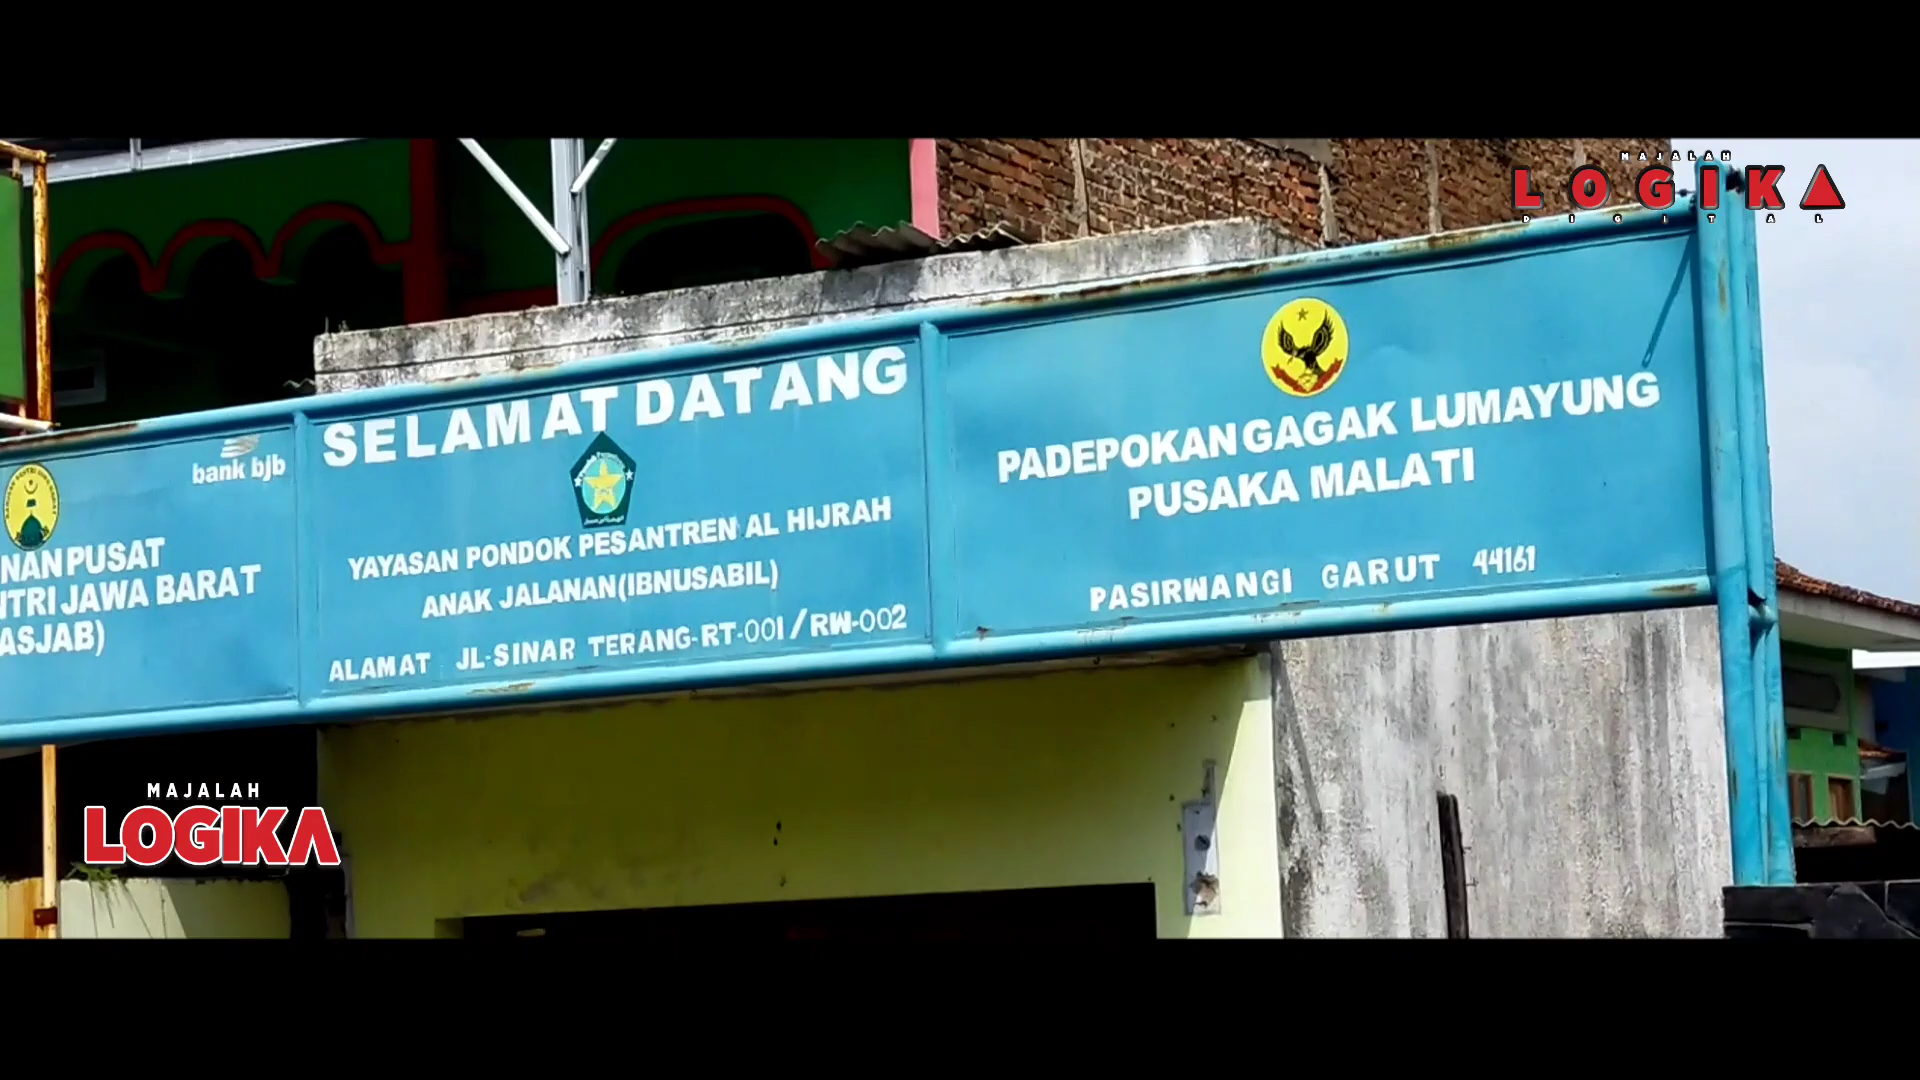 MAJALAH
LOGIKA
DIGITAL
bank bjb
NAN PUSAT
NTRI JAWA BARAT
ASJAB)
SELAMAT DATANG
YAYASAN PONDOK PESANTREN AL HIJRAH
ANAK JALANAN (IBNUSABIL)
ALAMAT JL-SINAR TERANG-RT-001/RW-002
PADEPOKAN GAGAK LUMAYUNG
PUSAKA MALATI
PASIRWANGI GARUT 44161
MAJALAH
LOGIKA